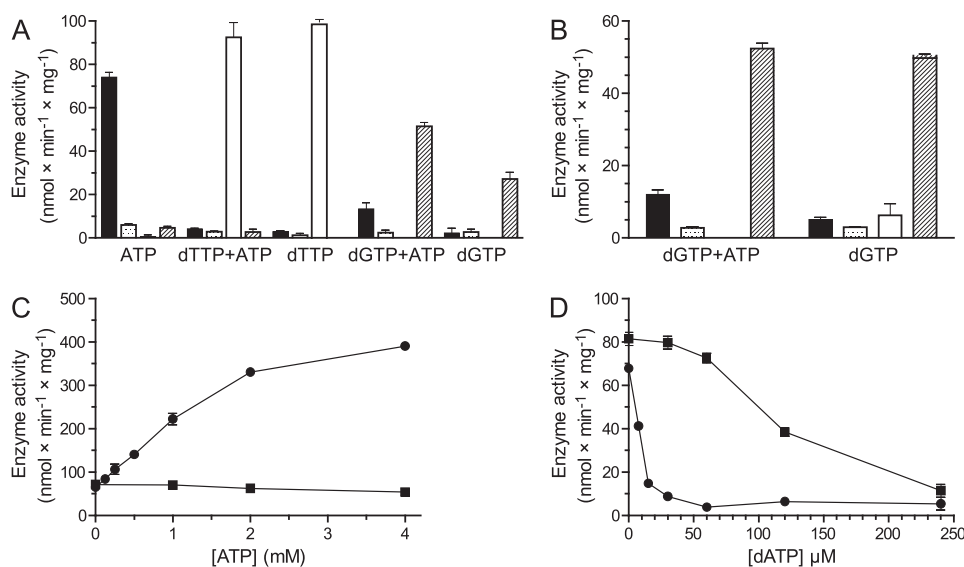 A
Enzyme activity
(nmol × min-1 × mg-1)
100
80
60
40
20
0
ATP dTTP+ATP dTTP dGTP+ATP dGTP
B
Enzyme activity
(nmol × min-1 × mg-1)
60
40
20
0
dGTP+ATP dGTP
C
Enzyme activity
(nmol × min-1 × mg-1)
500
400
300
200
100
0
0 1 2 3 4
[ATP] (mM)
D
Enzyme activity
(nmol × min-1 × mg-1)
100
80
60
40
20
0
0 50 100 150 200 250
[dATP] µM